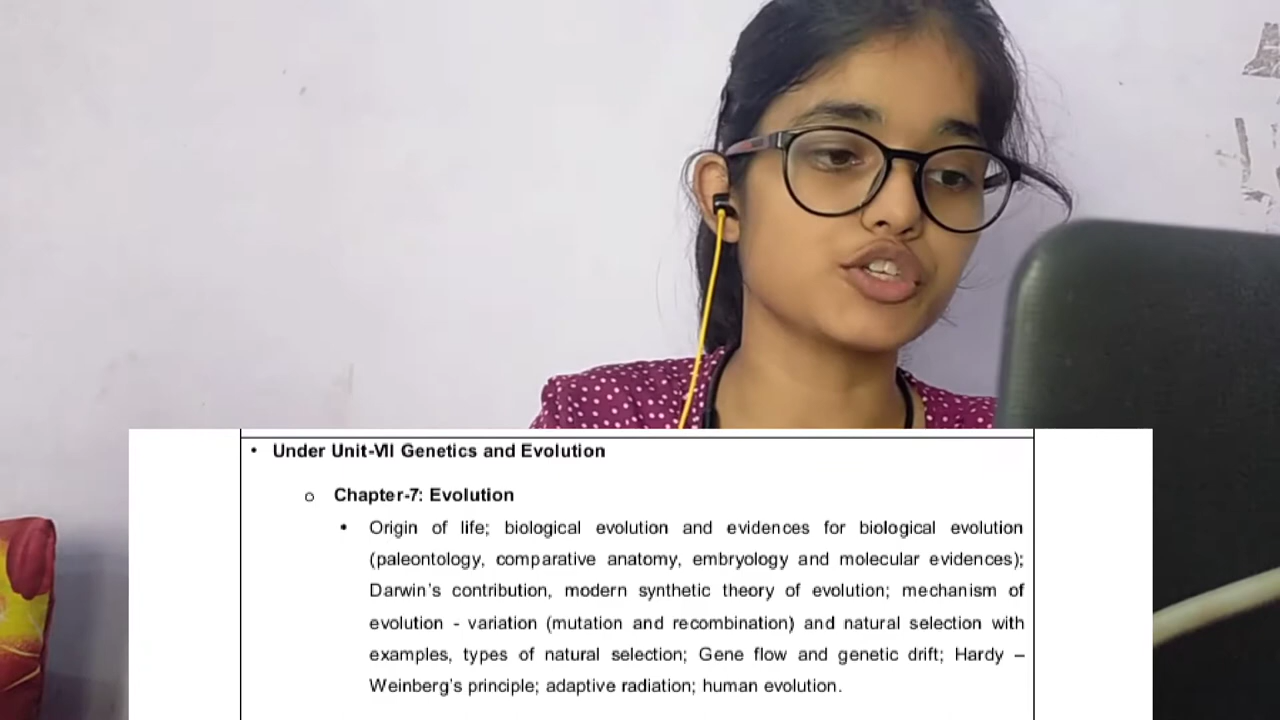 • Under Unit-VII Genetics and Evolution
o Chapter-7: Evolution
• Origin of life; biological evolution and evidences for biological evolution
(paleontology, comparative anatomy, embryology and molecular evidences);
Darwin's contribution, modern synthetic theory of evolution; mechanism of
evolution - variation (mutation and recombination) and natural selection with
examples, types of natural selection; Gene flow and genetic drift; Hardy –
Weinberg's principle; adaptive radiation; human evolution.